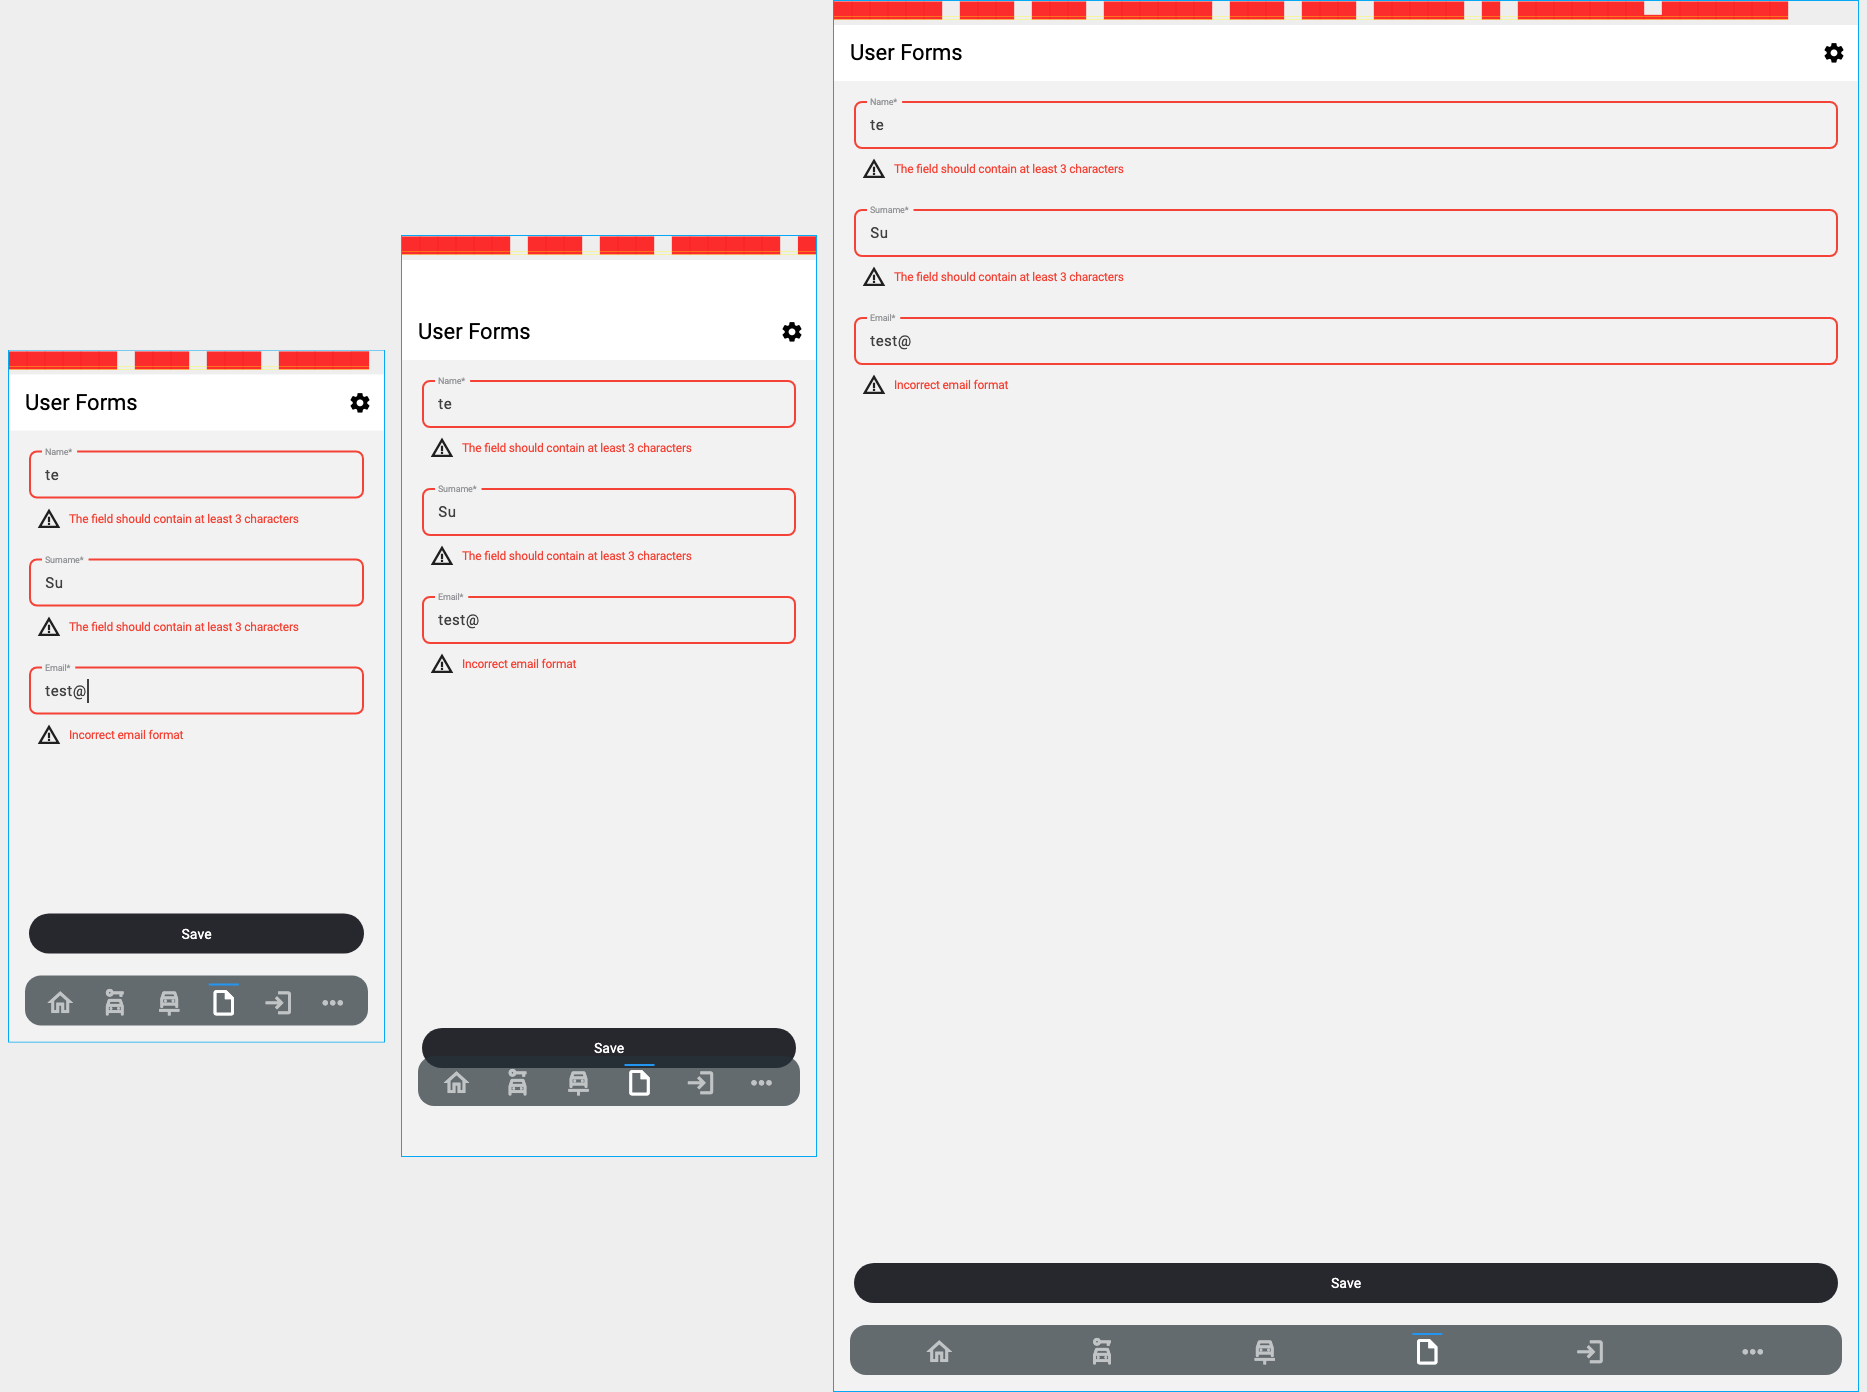 User Forms
Name*
te
The field should contain at least 3 characters
Surname*
Su
The field should contain at least 3 characters
Email*
test@
Incorrect email format
Save
User Forms
Name*
te
The field should contain at least 3 characters
Surname*
Su
The field should contain at least 3 characters
Email*
test@
Incorrect email format
Save
User Forms
Name*
te
The field should contain at least 3 characters
Surname*
Su
The field should contain at least 3 characters
Email*
test@
Incorrect email format
Save